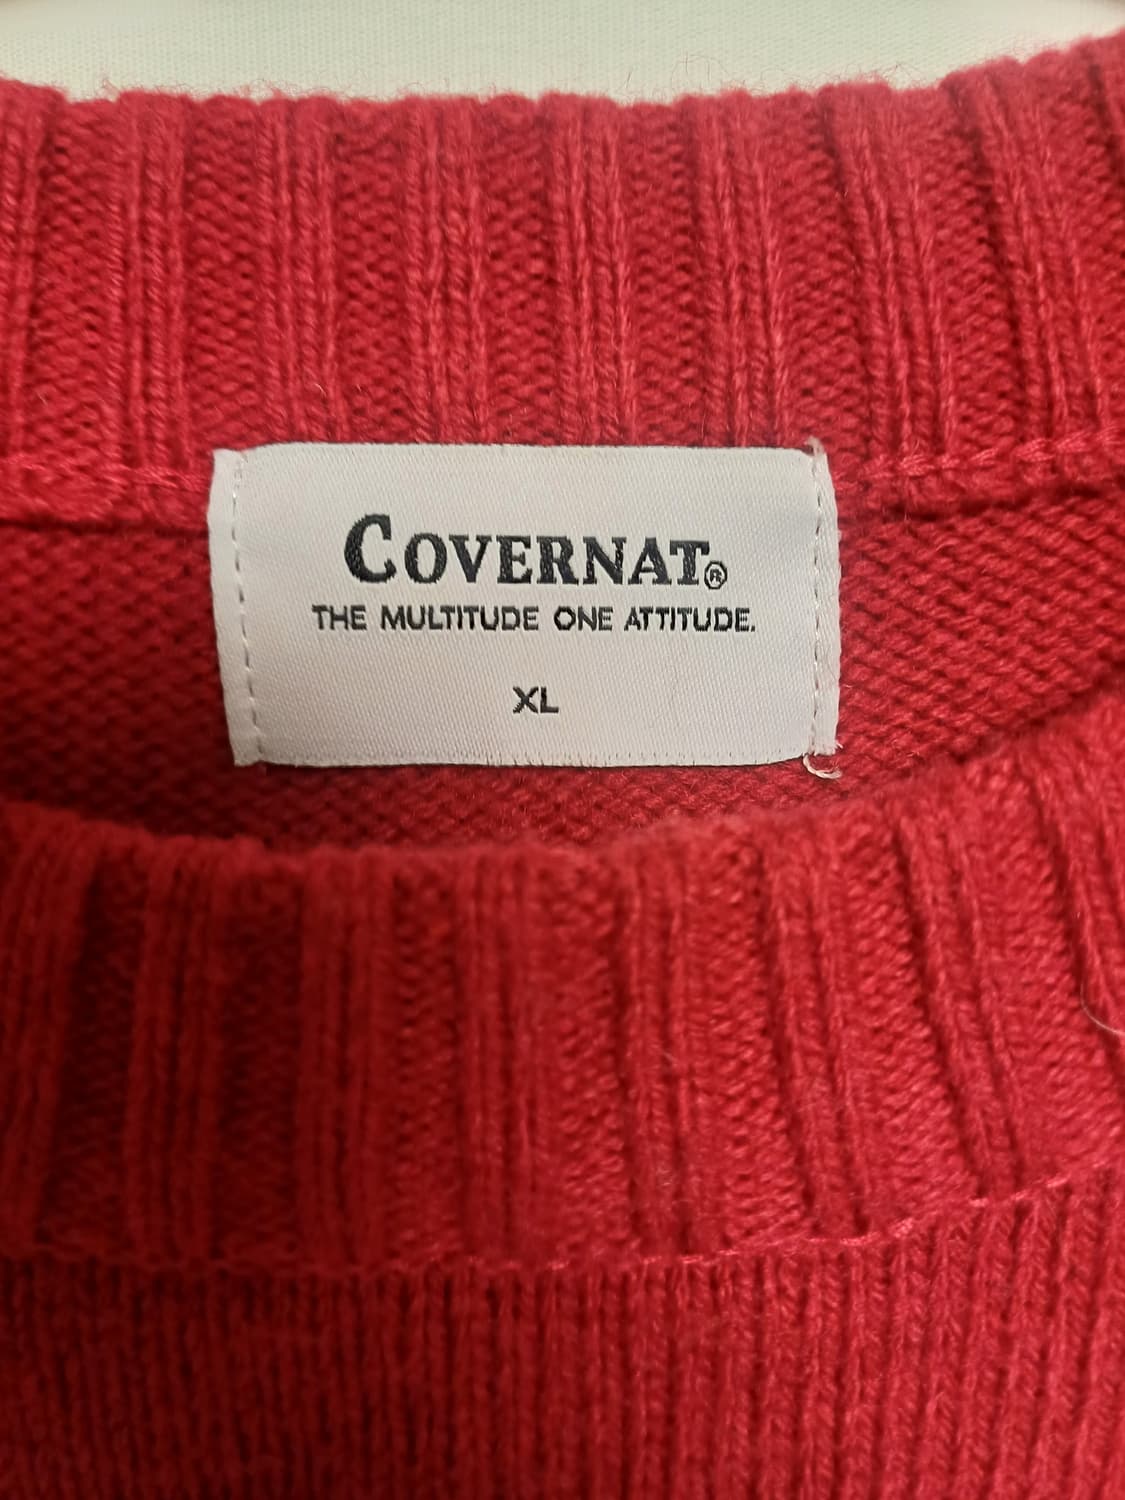 COVERNAT®
THE MULTITUDE ONE ATTITUDE.
XL